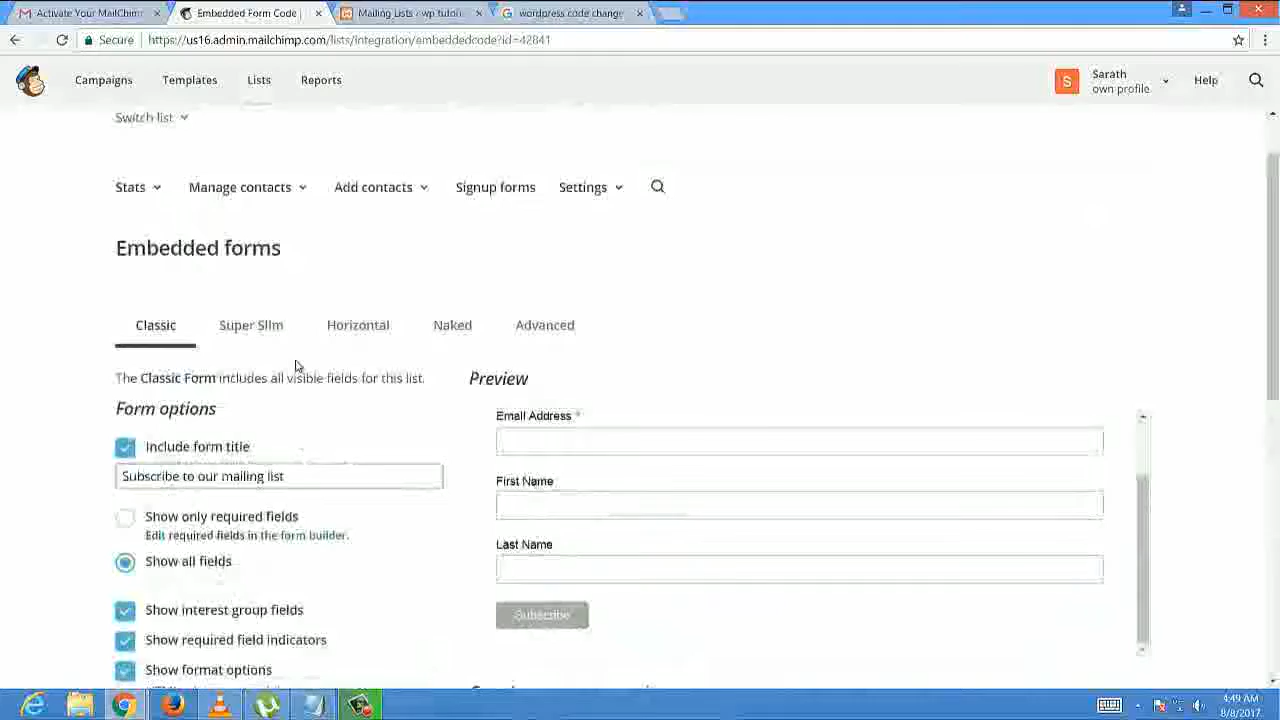 Activate Your MailChimp
Embedded Form Code |
Mailing Lists ‹ wp tutori
wordpress code change
Secure
https://us16.admin.mailchimp.com/lists/integration/embeddedcode?id=42841
Campaigns
Templates
Lists
Reports
S
Sarath
own profile
Help
Switch list
Stats
Manage contacts
Add contacts
Signup forms
Settings
Embedded forms
Classic
Super Slim
Horizontal
Naked
Advanced
The Classic Form includes all visible fields for this list.
Preview
Form options
Email Address *
Include form title
Subscribe to our mailing list
First Name
Show only required fields
Edit required fields in the form builder.
Last Name
Show all fields
Show interest group fields
Subscribe
Show required field indicators
Show format options
4:49 AM
8/8/2017